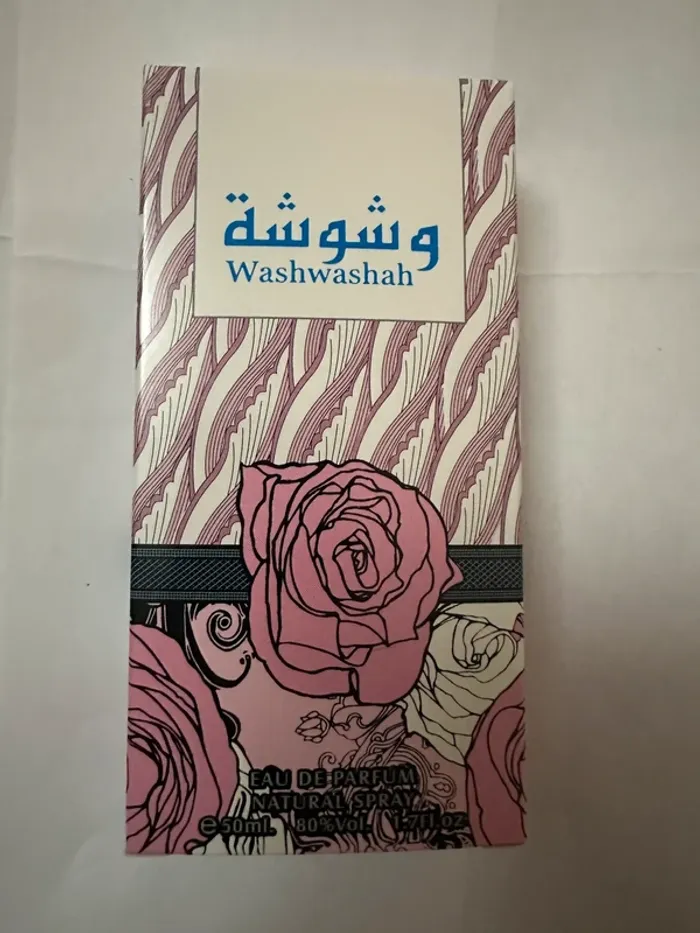 وشوشة
Washwashah
EAU DE PARFUM
NATURAL SPRAY
℮50ml. 80%Vol. 1.7fl.oz